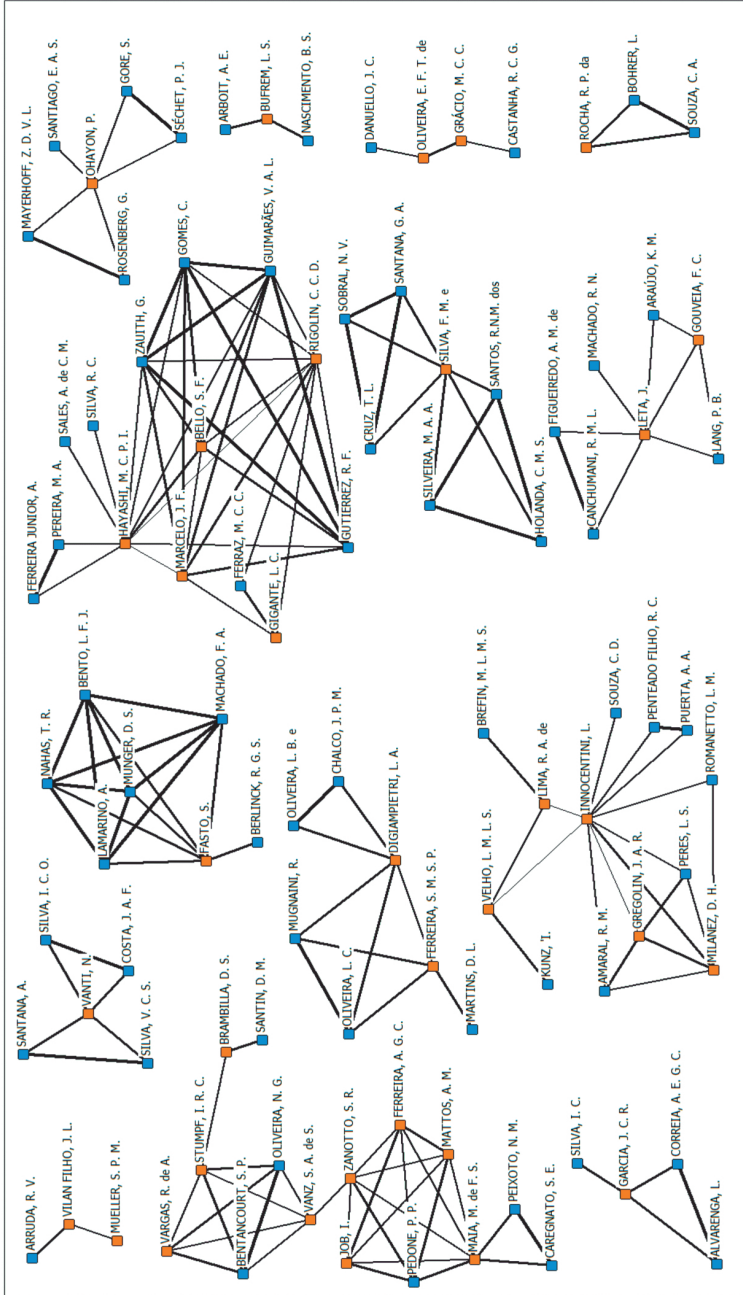 MAYERHOFF, Z. D. V. L.
SANTIAGO, E. A. S.
OHAYON, P.
GORE, S.
SÉCHET, P. J.
ROSENBERG, G.
ARBOIT, A. E.
BUFREM, L. S.
NASCIMENTO, B. S.
DANUELLO, J. C.
OLIVEIRA, E. F. T. de
GRÁCIO, M. C. C.
CASTANHA, R. C. G.
ROCHA, R. P. da
BOHRER, L.
SOUZA, C. A.
FERREIRA JUNIOR, A.
PEREIRA, M. A.
SALES, A. de C. M.
SILVA, R. C.
HAYASHI, M. C. P. I.
ZAUITH, G.
GOMES, C.
GUIMARÃES, V. A. L.
BELLO, S. F.
MARCELO, J. F.
RIGOLIN, C. C. D.
FERRAZ, M. C. C.
GIGANTE, L. C.
GUTIERREZ, R. F.
SOBRAL, N. V.
SANTANA, G. A.
CRUZ, T. L.
SILVA, F. M. e
SILVEIRA, M. A. A.
SANTOS, R.N.M. dos
HOLANDA, C. M. S.
FIGUEIREDO, A. M. de
MACHADO, R. N.
ARAÚJO, K. M.
CANCHUMANI, R. M. L.
LETA, J.
GOUVEIA, F. C.
LANG, P. B.
NAHAS, T. R.
BENTO, L. F. J.
LAMARINO, A.
MUNGER, D. S.
MACHADO, F. A.
FASTO, S.
BERLINCK, R. G. S.
OLIVEIRA, L. B. e
CHALCO, J. P. M.
DIGIAMPIETRI, L. A.
MUGNAINI, R.
OLIVEIRA, L. C.
FERREIRA, S. M. S. P.
MARTINS, D. L.
BREFIN, M. L. M. S.
LIMA, R. A. de
VELHO, L. M. L. S.
KUNZ, 'I.
INNOCENTINI, L.
SOUZA, C. D.
PENTEADO FILHO, R. C.
PUERTA, A. A.
ROMANETTO, L. M.
AMARAL, R. M.
GREGOLIN, J. A. R.
PERES, L. S.
MILANEZ, D. H.
SANTANA, A.
SILVA, I. C. O.
VANTI, N.
COSTA, J. A. F.
SILVA, V. C. S.
BRAMBILLA, D. S.
SANTIN, D. M.
ARRUDA, R. V.
VILAN FILHO, J. L.
MUELLER, S. P. M.
VARGAS, R. de A.
STUMPF, I. R. C.
BENTANCOURT, S. P.
OLIVEIRA, N. G.
VANZ, S. A. de S.
ZANOTTO, S. R.
JOB, I.
FERREIRA, A. G. C.
PEDONE, P. P.
MATTOS, A. M.
MAIA, M. de F. S.
PEIXOTO, N. M.
CAREGNATO, S. E.
SILVA, I. C.
GARCIA, J. C. R.
CORREIA, A. E. G. C.
ALVARENGA, L.